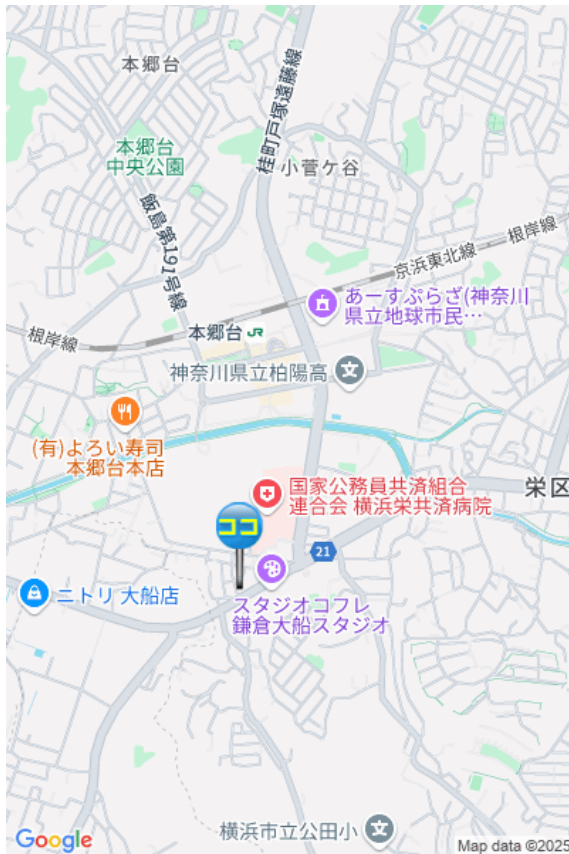 本郷台
桂町戸塚遠藤線
本郷台
中央公園
小菅ケ谷
飯島第191号線
根岸線
京浜東北線
あーすぷらざ(神奈川
県立地球市民…
根岸線
本郷台 JR
神奈川県立柏陽高
文
(有)よろい寿司
本郷台本店
国家公務員共済組合
連合会 横浜栄共済病院
栄区
ココ
21
ニトリ 大船店
スタジオコフレ
鎌倉大船スタジオ
横浜市立公田小
文
Google
Map data ©2025